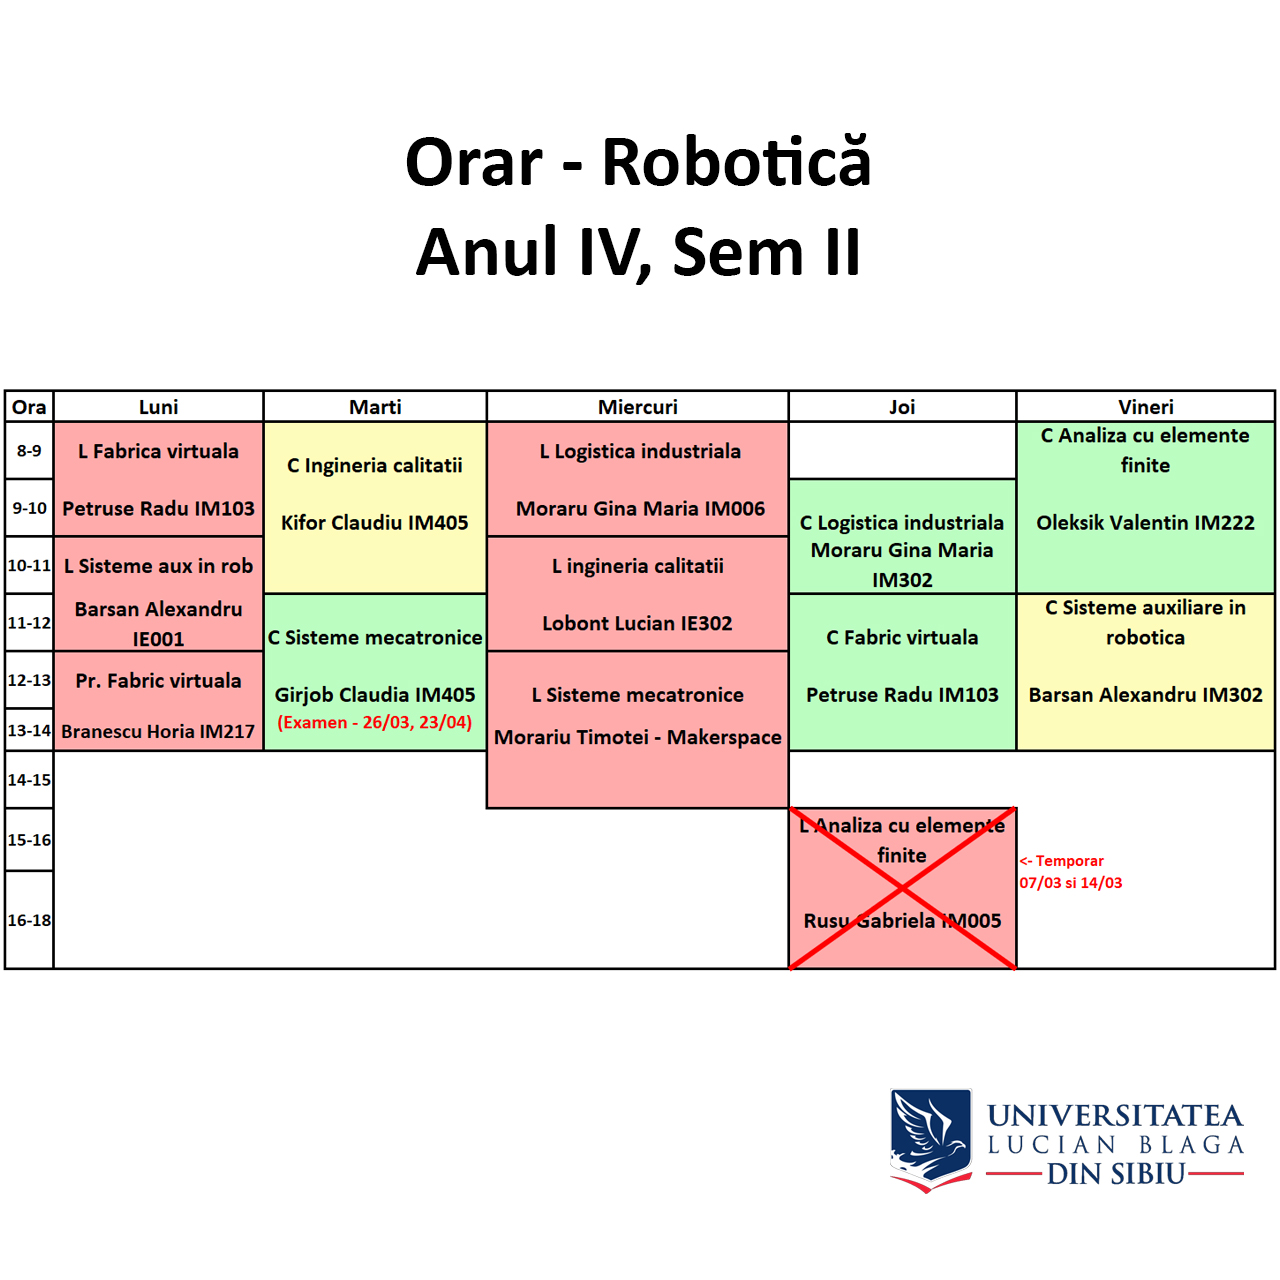 Orar - Robotică
Anul IV, Sem II
Ora
Luni
Marti
Miercuri
Joi
Vineri
8-9
9-10
10-11
11-12
12-13
13-14
14-15
15-16
16-18
L Fabrica virtuala
Petruse Radu IM103
L Sisteme aux in rob
Barsan Alexandru
IE001
Pr. Fabric virtuala
Branescu Horia IM217
C Ingineria calitatii
Kifor Claudiu IM405
C Sisteme mecatronice
Girjob Claudia IM405
(Examen - 26/03, 23/04)
L Logistica industriala
Moraru Gina Maria IM006
L ingineria calitatii
Lobont Lucian IE302
L Sisteme mecatronice
Morariu Timotei - Makerspace
C Logistica industriala
Moraru Gina Maria
IM302
C Fabric virtuala
Petruse Radu IM103
L Analiza cu elemente
finite
Rusu Gabriela IM005
C Analiza cu elemente
finite
Oleksik Valentin IM222
C Sisteme auxiliare in
robotica
Barsan Alexandru IM302
<- Temporar
07/03 si 14/03
UNIVERSITATEA
LUCIAN BLAGA
DIN SIBIU